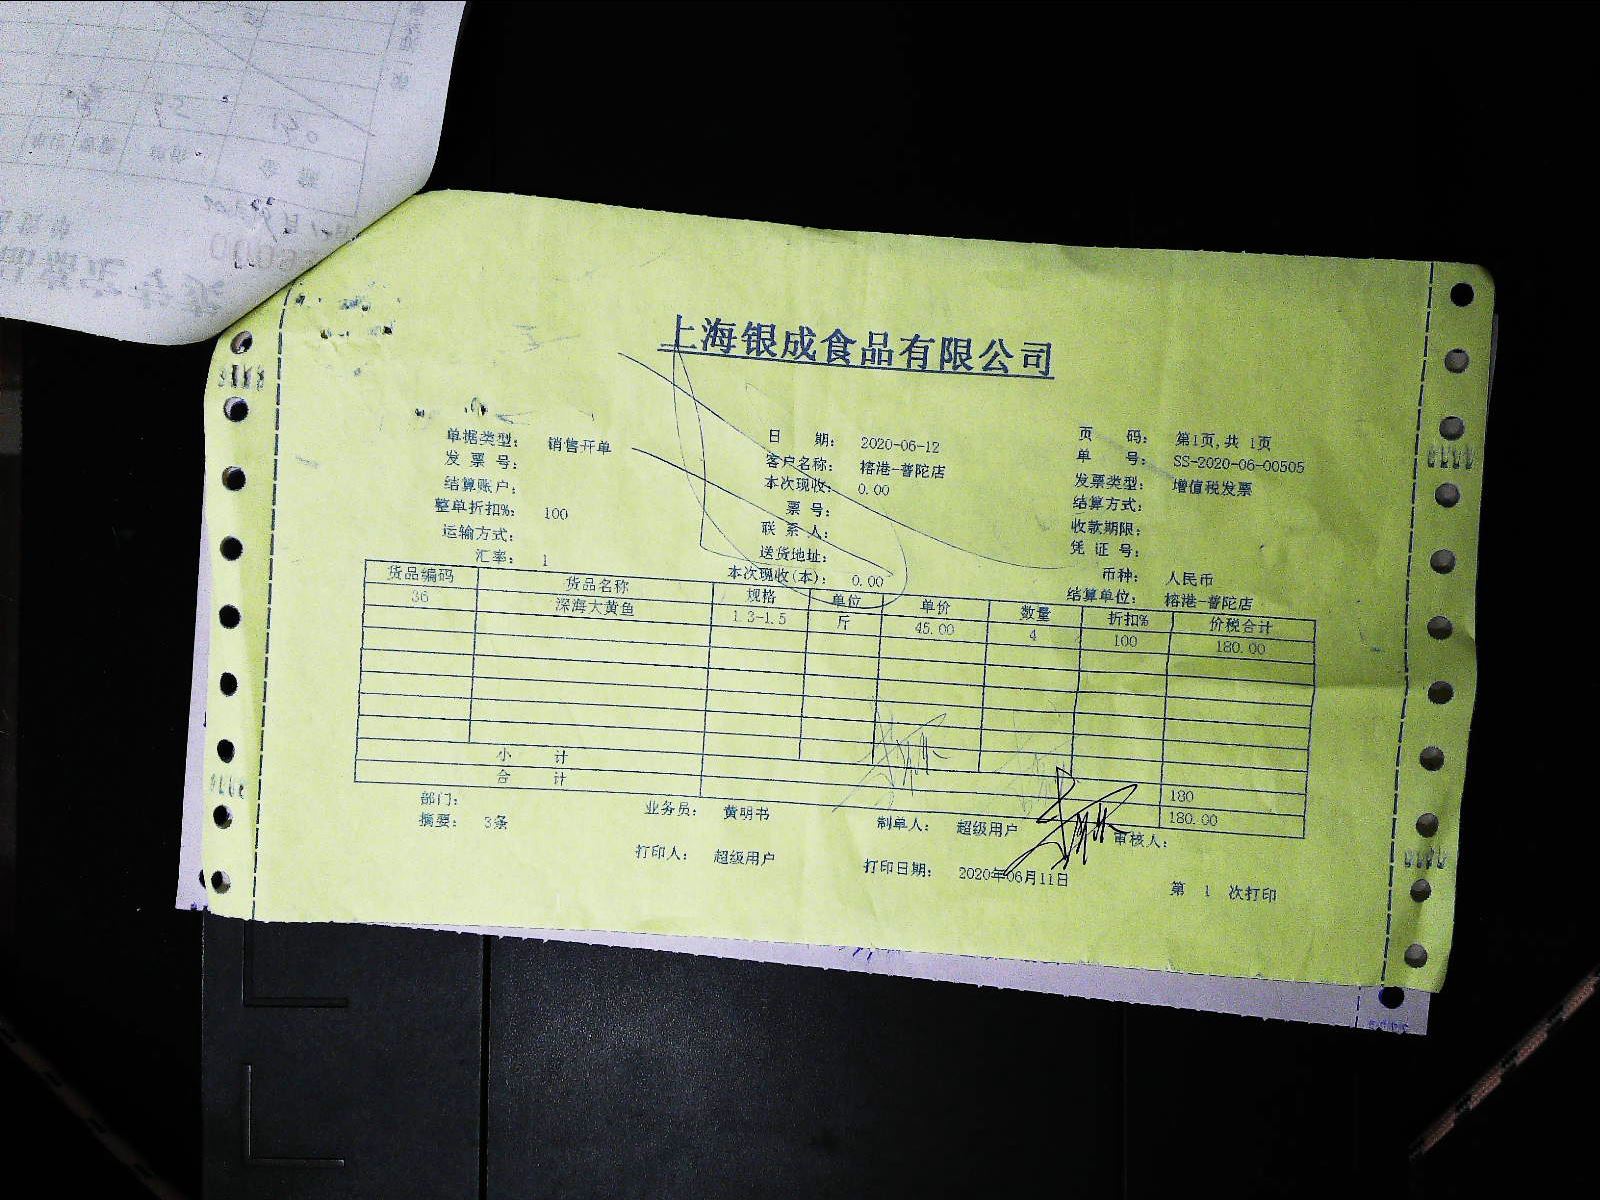 上海银成食品有限公司
单据类型： 销售开单 日 期： 2020-06-12 页 码： 第1页,共 1页
发 票 号： 客户名称： 榕港-普陀店 单 号： SS-2020-06-00505
结算账户： 本次现收： 0.00 发票类型： 增值税发票
整单折扣%： 100 票 号： 结算方式：
运输方式： 联 系 人： 收款期限：
汇率： 1 送货地址： 凭 证 号：
本次现收(本)： 0.00 币种： 人民币
结算单位： 榕港-普陀店
货品编码 货品名称 规格 单位 单价 数量 折扣% 价税合计
36 深海大黄鱼 1.3-1.5 斤 45.00 4 100 180.00
小 计 180
合 计 180.00
部门： 业务员： 黄明书 制单人： 超级用户 审核人：
摘要： 3条
打印人： 超级用户 打印日期： 2020年06月11日 第 1 次打印